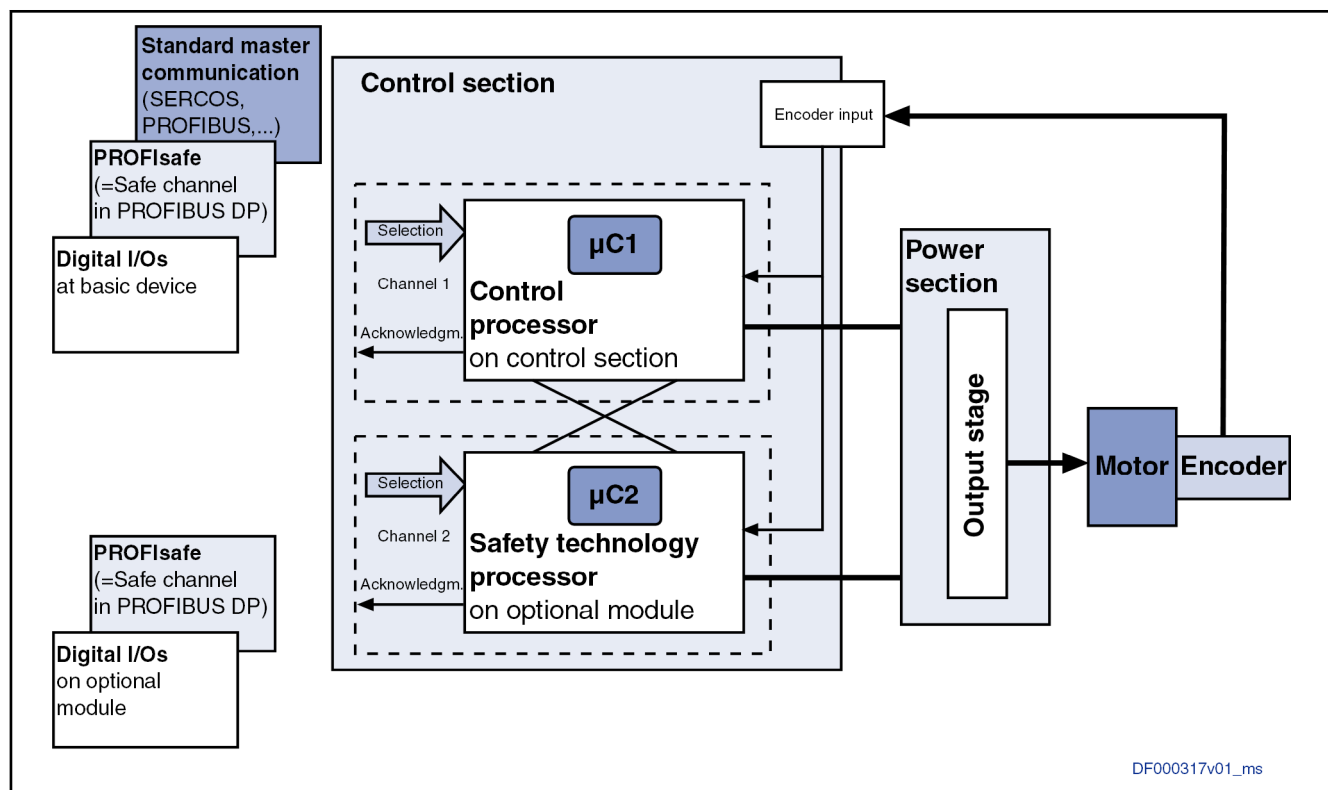 Standard master
communication
(SERCOS,
PROFIBUS,...)
PROFIsafe
(=Safe channel
in PROFIBUS DP)
Digital I/Os
at basic device
PROFIsafe
(=Safe channel
in PROFIBUS DP)
Digital I/Os
on optional
module
Control section
Encoder input
Selection
Channel 1
Acknowledgm.
µC1
Control
processor
on control section
Selection
Channel 2
Acknowledgm.
µC2
Safety technology
processor
on optional module
Power
section
Output stage
Motor
Encoder
DF000317v01_ms